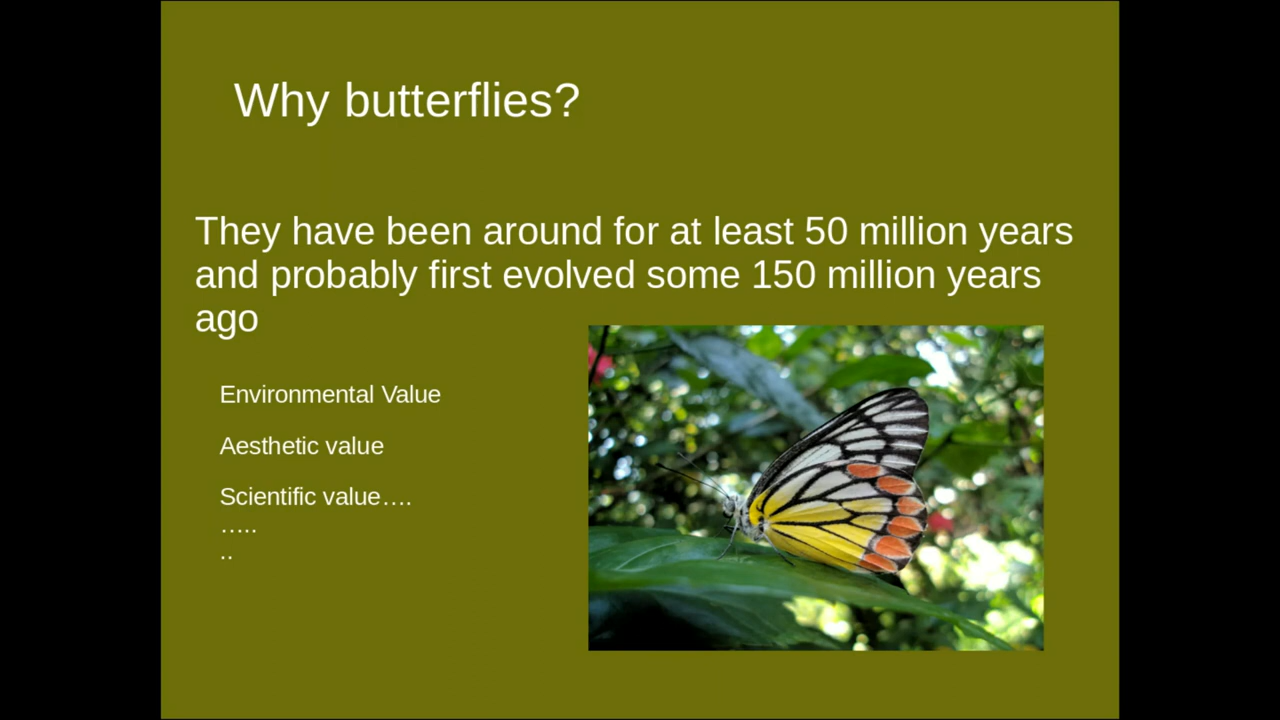 Why butterflies?
They have been around for at least 50 million years
and probably first evolved some 150 million years
ago
Environmental Value
Aesthetic value
Scientific value….
…..
..